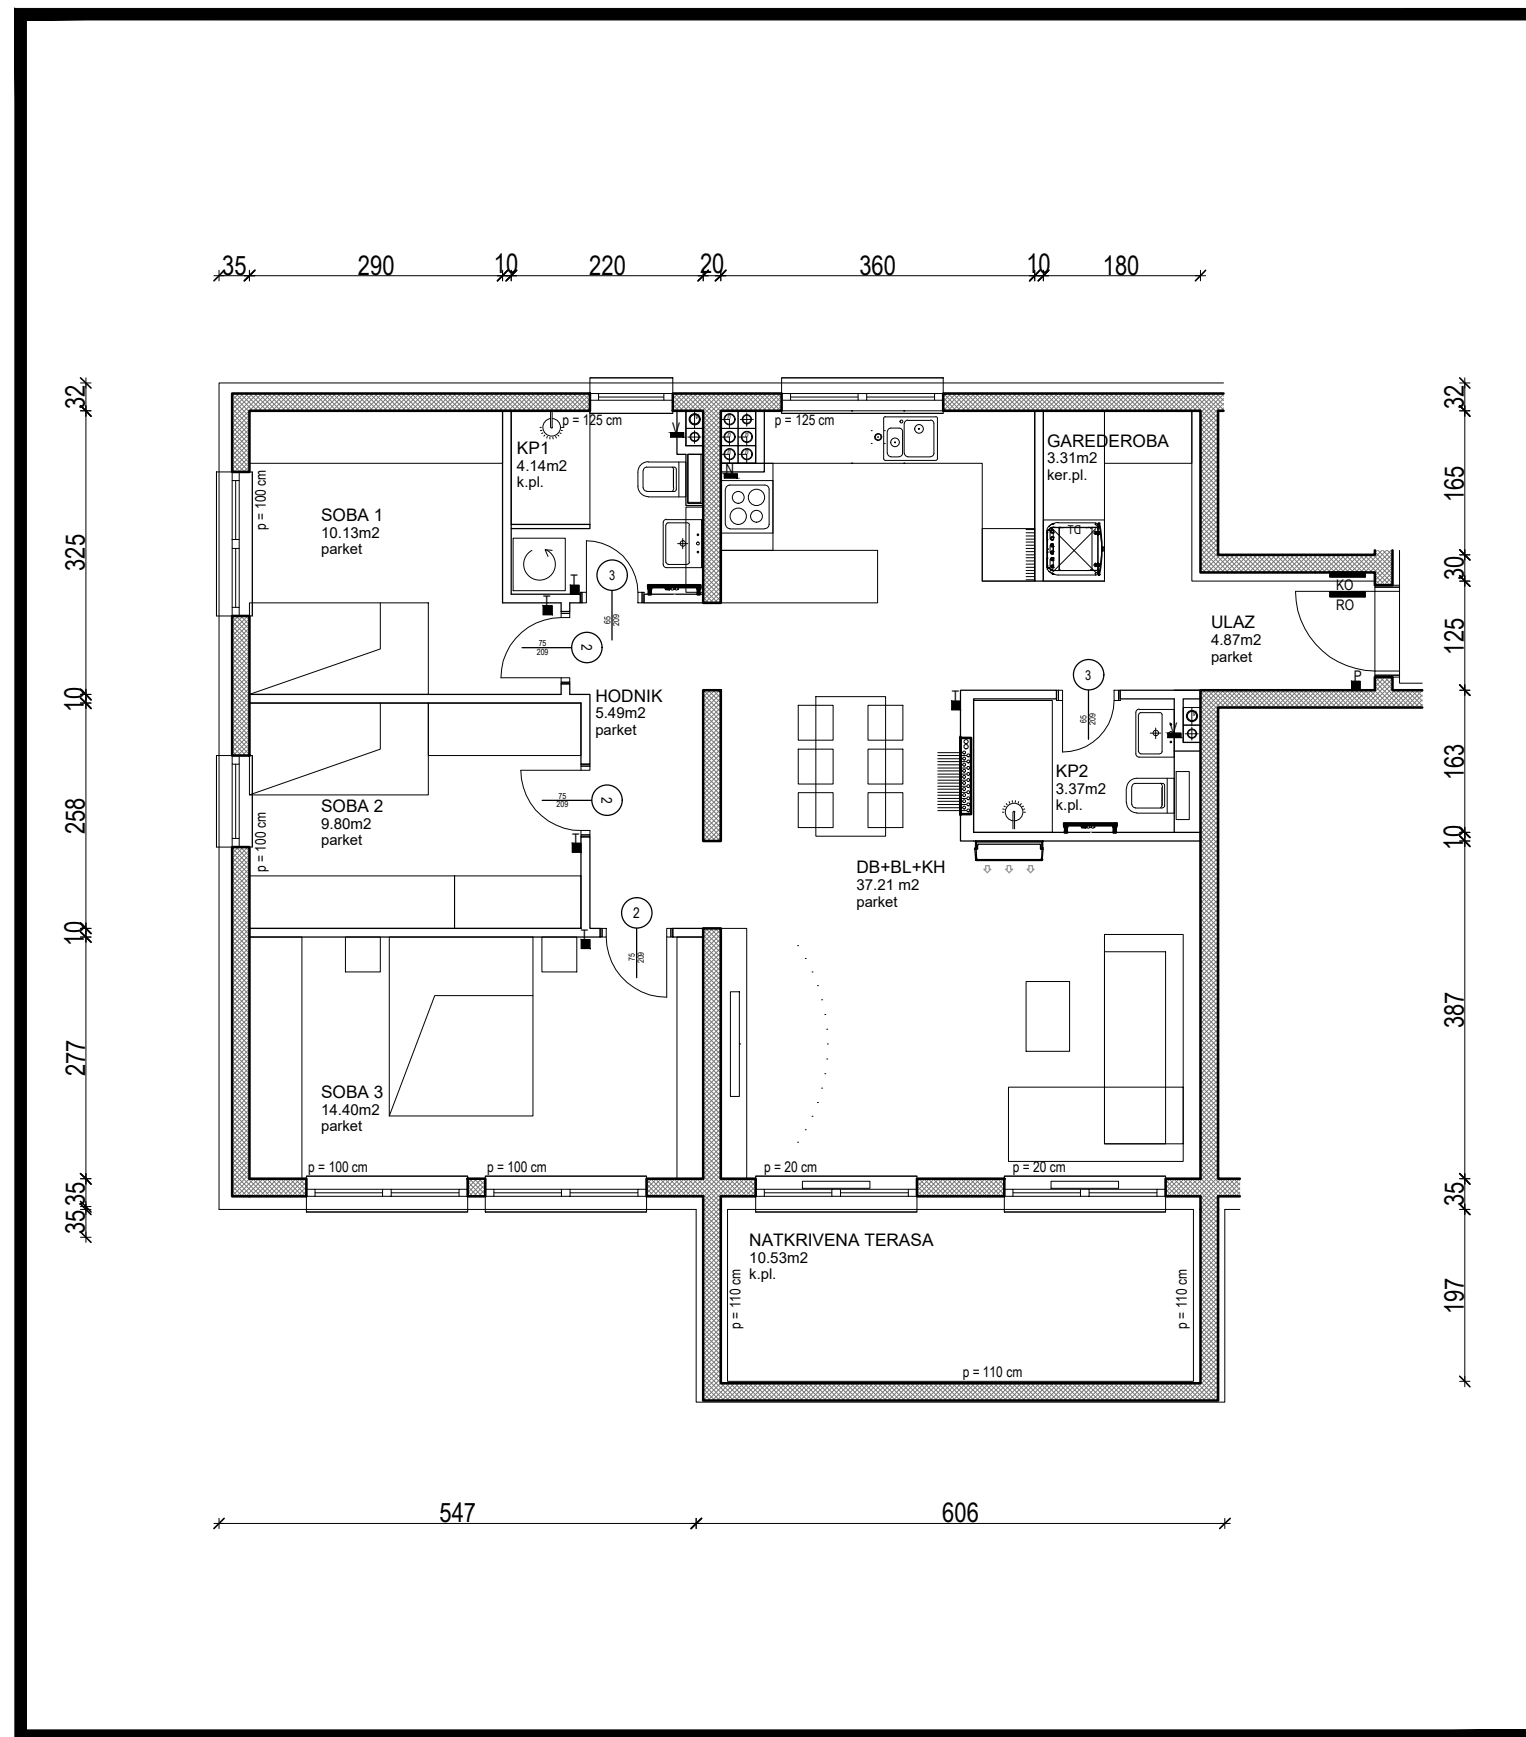 35 290 10 220 20 360 10 180
32
325
10
258
10
277
35
35
32
165
30
125
163
10
387
35
197
p = 125 cm
p = 125 cm
KP1
4.14m2
k.pl.
GAREDEROBA
3.31m2
ker.pl.
V
N
DT
p = 100 cm
SOBA 1
10.13m2
parket
3
65
209
75
209
2
KO
RO
ULAZ
4.87m2
parket
P
HODNIK
5.49m2
parket
3
65
209
V
KP2
3.37m2
k.pl.
SOBA 2
9.80m2
parket
75
209
2
p = 100 cm
DB+BL+KH
37.21 m2
parket
2
75
209
SOBA 3
14.40m2
parket
p = 100 cm
p = 100 cm
p = 20 cm
p = 20 cm
NATKRIVENA TERASA
10.53m2
k.pl.
p = 110 cm
p = 110 cm
p = 110 cm
547 606